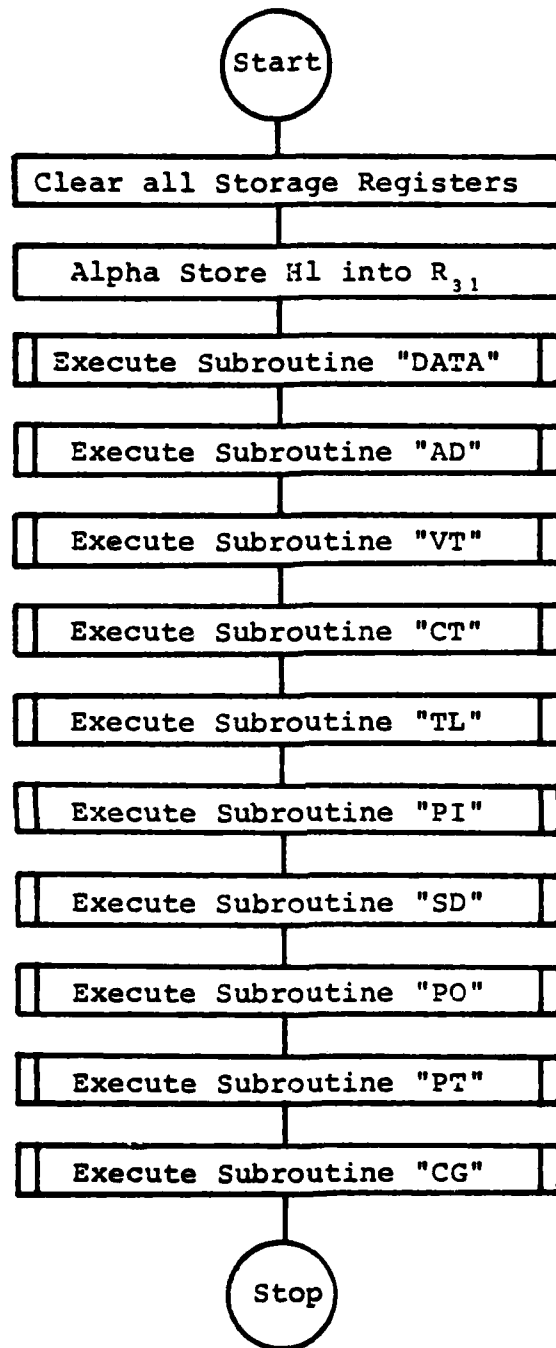 Start
Clear all Storage Registers
Alpha Store H1 into R₃₁
Execute Subroutine "DATA"
Execute Subroutine "AD"
Execute Subroutine "VT"
Execute Subroutine "CT"
Execute Subroutine "TL"
Execute Subroutine "PI"
Execute Subroutine "SD"
Execute Subroutine "PO"
Execute Subroutine "PT"
Execute Subroutine "CG"
Stop